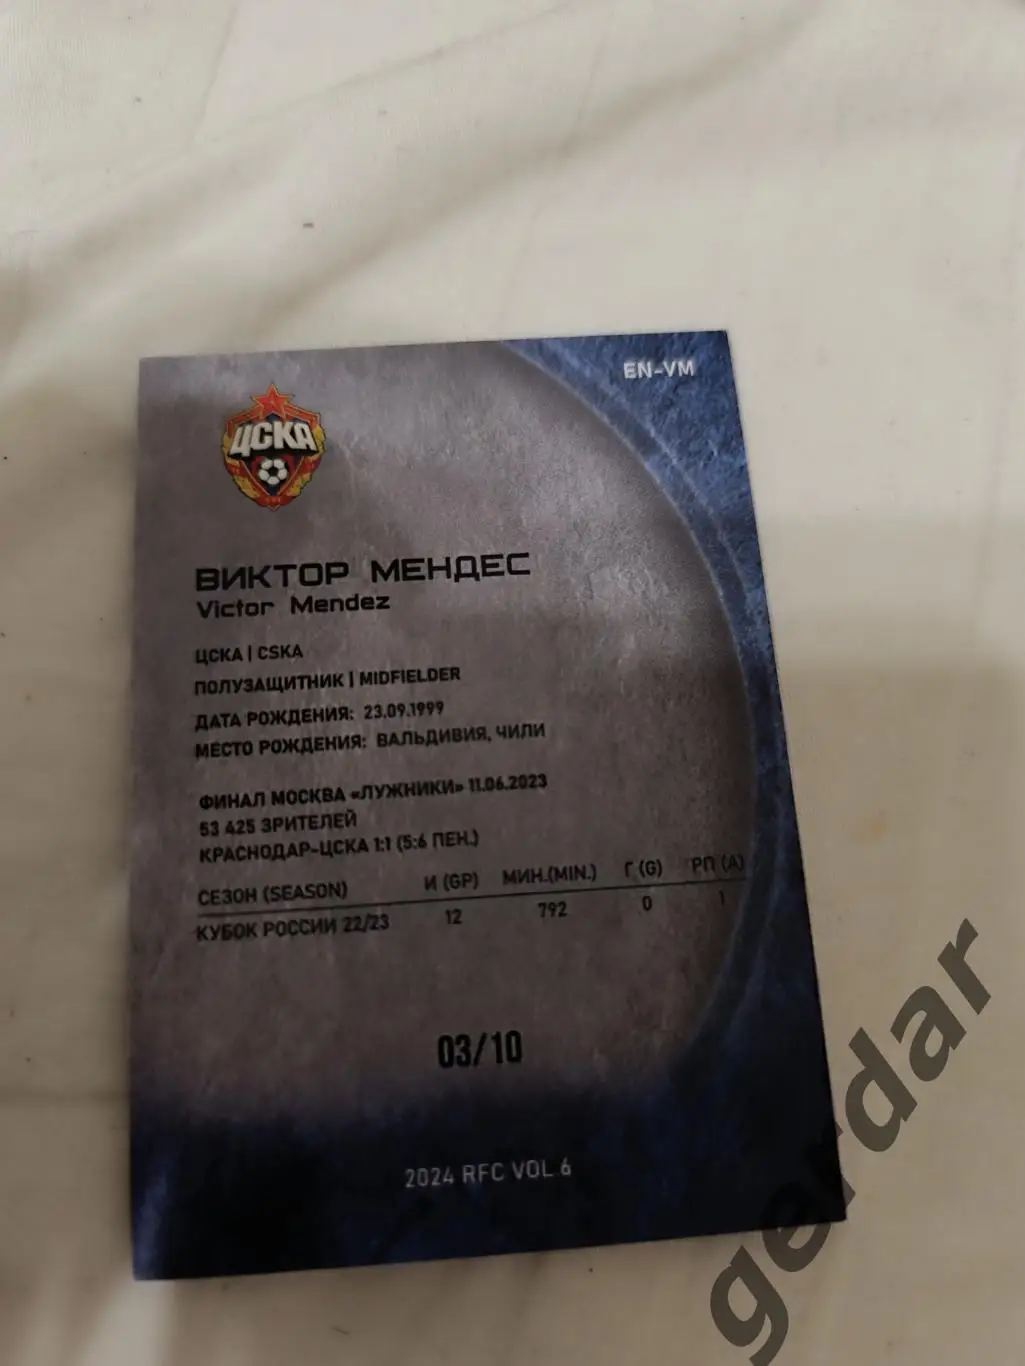 EN-VM
ЦСКА
ВИКТОР МЕНДЕС
Victor Mendez
ЦСКА | CSKA
ПОЛУЗАЩИТНИК | MIDFIELDER
ДАТА РОЖДЕНИЯ: 23.09.1999
МЕСТО РОЖДЕНИЯ: ВАЛЬДИВИЯ, ЧИЛИ
ФИНАЛ МОСКВА «ЛУЖНИКИ» 11.06.2023
53 425 ЗРИТЕЛЕЙ
КРАСНОДАР-ЦСКА 1:1 (5:6 ПЕН.)
СЕЗОН (SEASON) И (GP) МИН.(MIN.) Г (G) РП (A)
КУБОК РОССИИ 22/23 12 792 0 1
03/10
2024 RFC VOL.6
gerdar